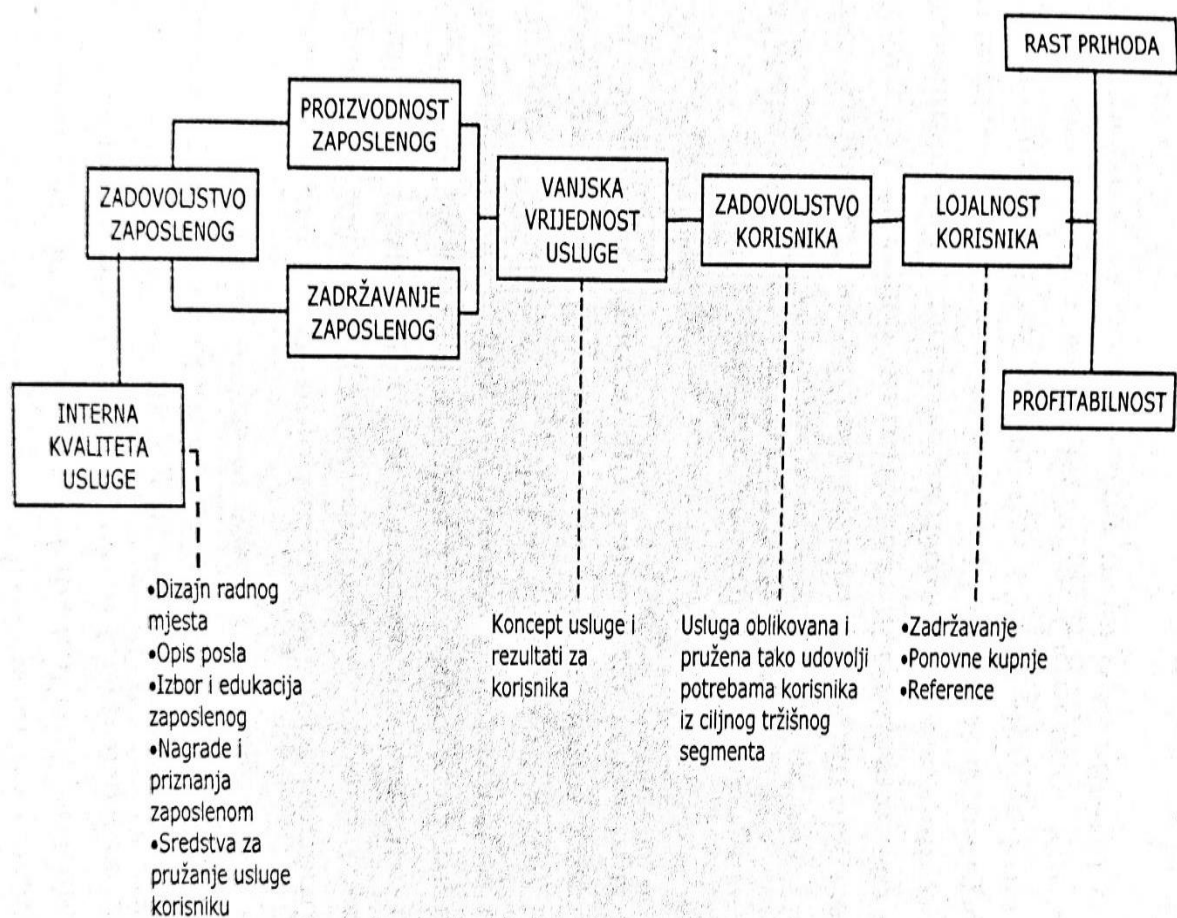 RAST PRIHODA
PROIZVODNOST
ZAPOSLENOG
ZADOVOLJSTVO
ZAPOSLENOG
VANJSKA
VRIJEDNOST
USLUGE
ZADOVOLJSTVO
KORISNIKA
LOJALNOST
KORISNIKA
ZADRŽAVANJE
ZAPOSLENOG
PROFITABILNOST
INTERNA
KVALITETA
USLUGE
•Dizajn radnog
mjesta
•Opis posla
•Izbor i edukacija
zaposlenog
•Nagrade i
priznanja
zaposlenom
•Sredstva za
pružanje usluge
korisniku
Koncept usluge i
rezultati za
korisnika
Usluga oblikovana i
pružena tako udovolji
potrebama korisnika
iz ciljnog tržišnog
segmenta
•Zadržavanje
•Ponovne kupnje
•Reference